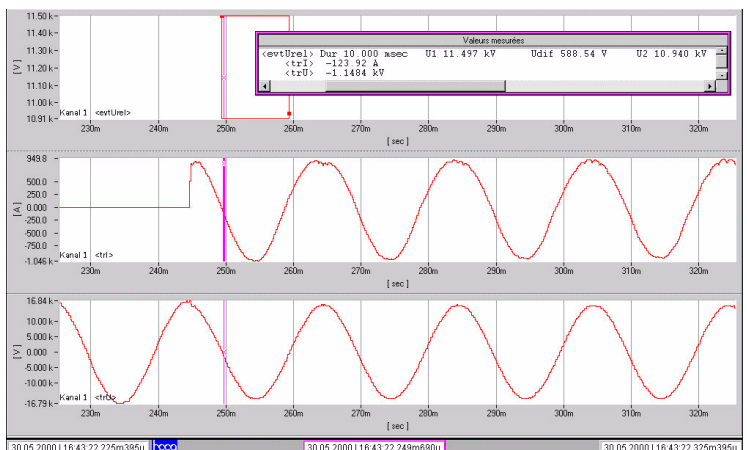 Valeurs mesurées
<evtUrel> Dur 10.000 msec U1 11.497 kV Udif 588.54 V U2 10.940 kV
<trI> -123.92 A
<trU> -1.1484 kV
11.50 k
11.40 k
11.30 k
[V]
11.20 k
11.10 k
11.00 k
10.91 k
Kanal 1 <evtUrel>
230m 240m 250m 260m 270m 280m 290m 300m 310m 320m
[ sec ]
949.8
500.0
250.0
[A]
0.000
-250.0
-500.0
-750.0
-1.046 k
Kanal 1 <trI>
230m 240m 250m 260m 270m 280m 290m 300m 310m 320m
[ sec ]
16.84 k
10.00 k
5.000
[V]
0.000
-5.000
-10.00 k
-16.79 k
Kanal 1 <trU>
230m 240m 250m 260m 270m 280m 290m 300m 310m 320m
[ sec ]
30.05.2000 | 16:43:22.225m395u
30.05.2000 | 16:43:22.249m690u
30.05.2000 | 16:43:22.325m395u